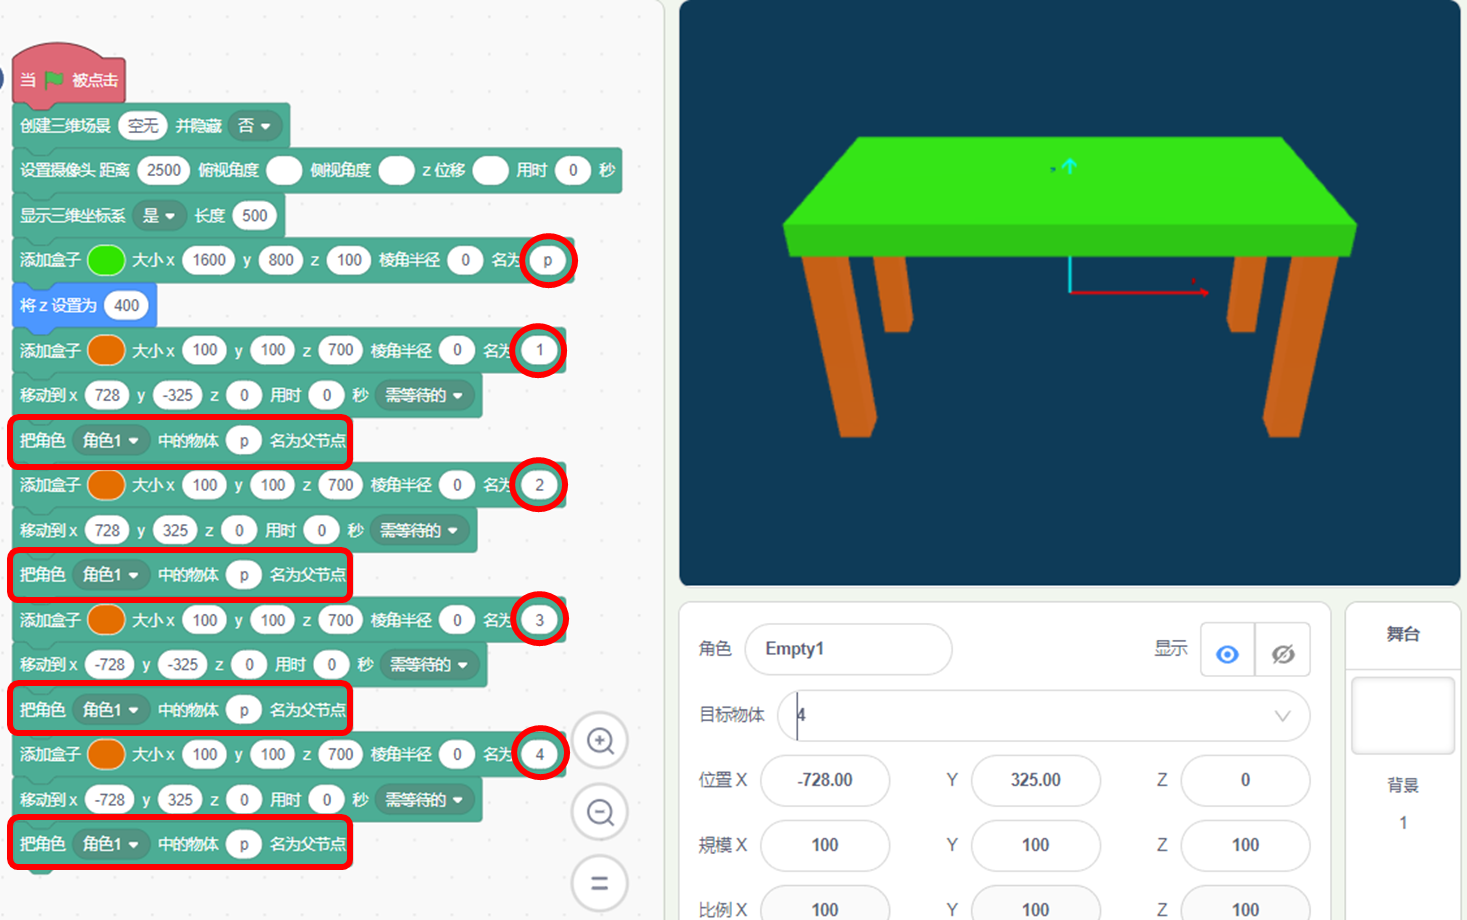 当 被点击
创建三维场景 空无 并隐藏 否
设置摄像头 距离 2500 俯视角度 侧视角度 z 位移 用时 0 秒
显示三维坐标系 是 长度 500
添加盒子 大小 x 1600 y 800 z 100 棱角半径 0 名为 p
将 z 设置为 400
添加盒子 大小 x 100 y 100 z 700 棱角半径 0 名为 1
移动到 x 728 y -325 z 0 用时 0 秒 需等待的
把角色 角色1 中的物体 p 名为父节点
添加盒子 大小 x 100 y 100 z 700 棱角半径 0 名为 2
移动到 x 728 y 325 z 0 用时 0 秒 需等待的
把角色 角色1 中的物体 p 名为父节点
添加盒子 大小 x 100 y 100 z 700 棱角半径 0 名为 3
移动到 x -728 y -325 z 0 用时 0 秒 需等待的
把角色 角色1 中的物体 p 名为父节点
添加盒子 大小 x 100 y 100 z 700 棱角半径 0 名为 4
移动到 x -728 y 325 z 0 用时 0 秒 需等待的
把角色 角色1 中的物体 p 名为父节点
角色 Empty1 显示
目标物体 4
位置 X -728.00 Y 325.00 Z 0
规模 X 100 Y 100 Z 100
比例 X 100 Y 100 Z 100
舞台
背景
1